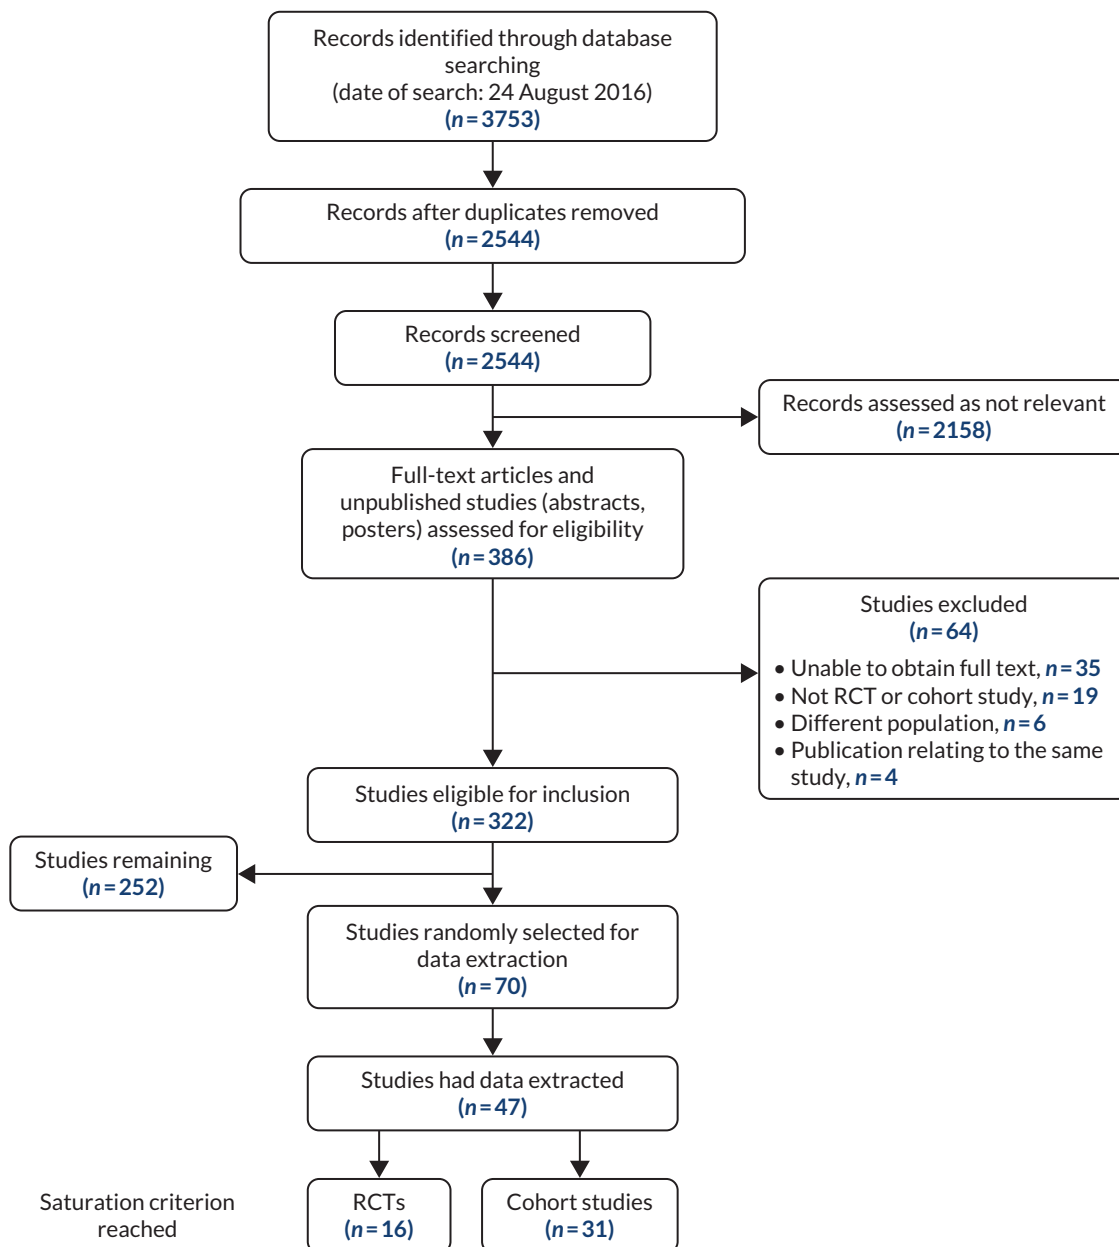 Records identified through database
searching
(date of search: 24 August 2016)
(n=3753)
Records after duplicates removed
(n=2544)
Records screened
(n=2544)
Records assessed as not relevant
(n=2158)
Full-text articles and
unpublished studies (abstracts,
posters) assessed for eligibility
(n=386)
Studies excluded
(n=64)
• Unable to obtain full text, n=35
• Not RCT or cohort study, n=19
• Different population, n=6
• Publication relating to the same
study, n=4
Studies eligible for inclusion
(n=322)
Studies remaining
(n=252)
Studies randomly selected for
data extraction
(n=70)
Studies had data extracted
(n=47)
Saturation criterion
reached
RCTs
(n=16)
Cohort studies
(n=31)